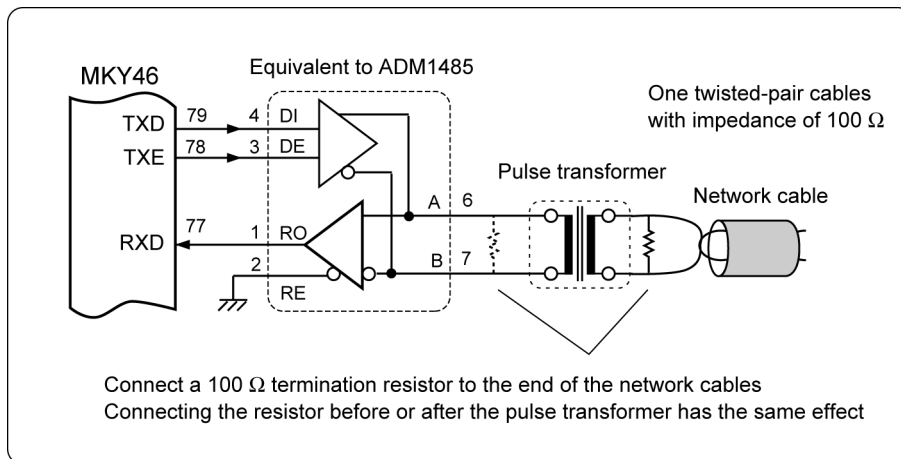 MKY46
Equivalent to ADM1485
TXD 79 4 DI
TXE 78 3 DE
RXD 77 1 RO
2 RE
A 6
B 7
One twisted-pair cables
with impedance of 100 Ω
Pulse transformer
Network cable
Connect a 100 Ω termination resistor to the end of the network cables
Connecting the resistor before or after the pulse transformer has the same effect